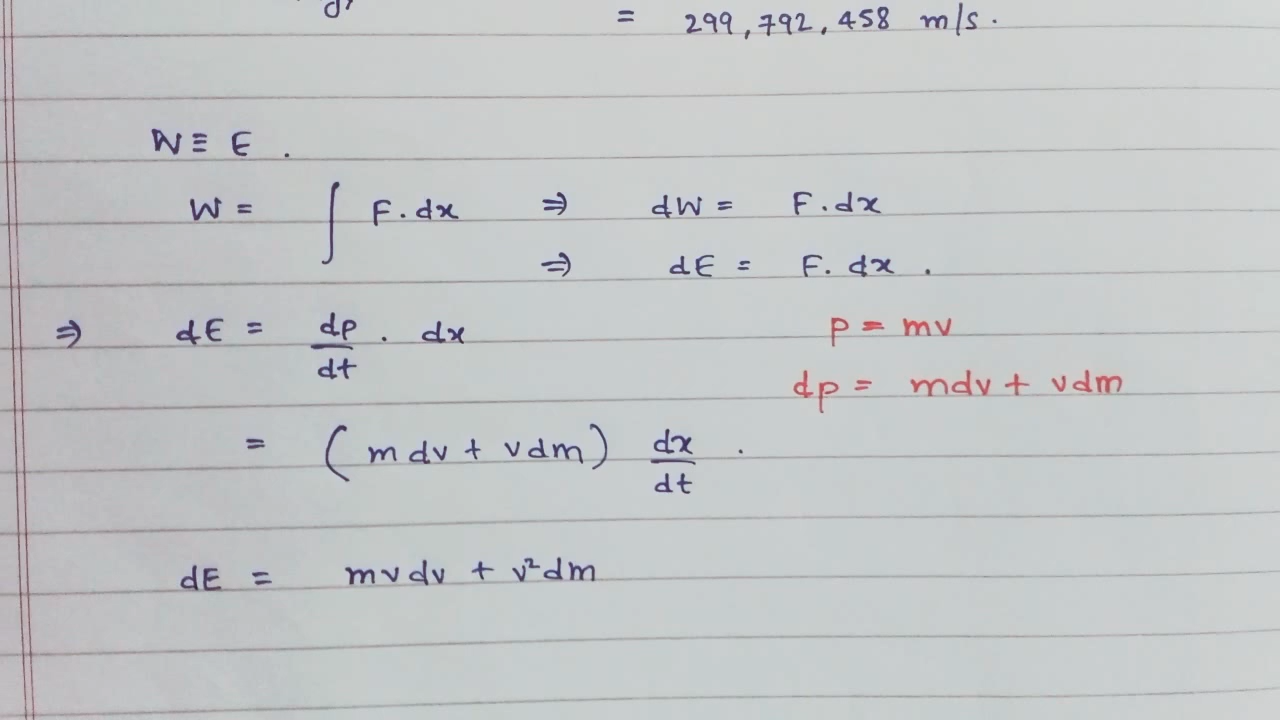 = 299,792,458 m/s.
W ≡ E .
W = ∫ F.dx ⇒ dW = F.dx
⇒ dE = F.dx .
⇒ dE = dp/dt . dx
p = mv
dp = mdv + vdm
= (mdv + vdm) dx/dt .
dE = mvdv + v²dm